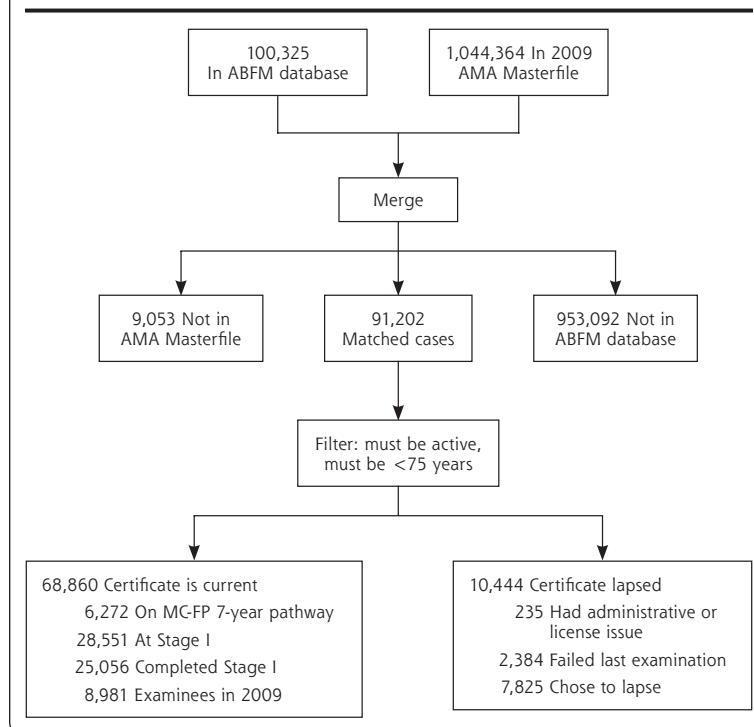 100,325
In ABFM database
1,044,364 In 2009
AMA Masterfile
Merge
9,053 Not in
AMA Masterfile
91,202
Matched cases
953,092 Not in
ABFM database
Filter: must be active,
must be <75 years
68,860 Certificate is current
6,272 On MC-FP 7-year pathway
28,551 At Stage I
25,056 Completed Stage I
8,981 Examinees in 2009
10,444 Certificate lapsed
235 Had administrative or
license issue
2,384 Failed last examination
7,825 Chose to lapse